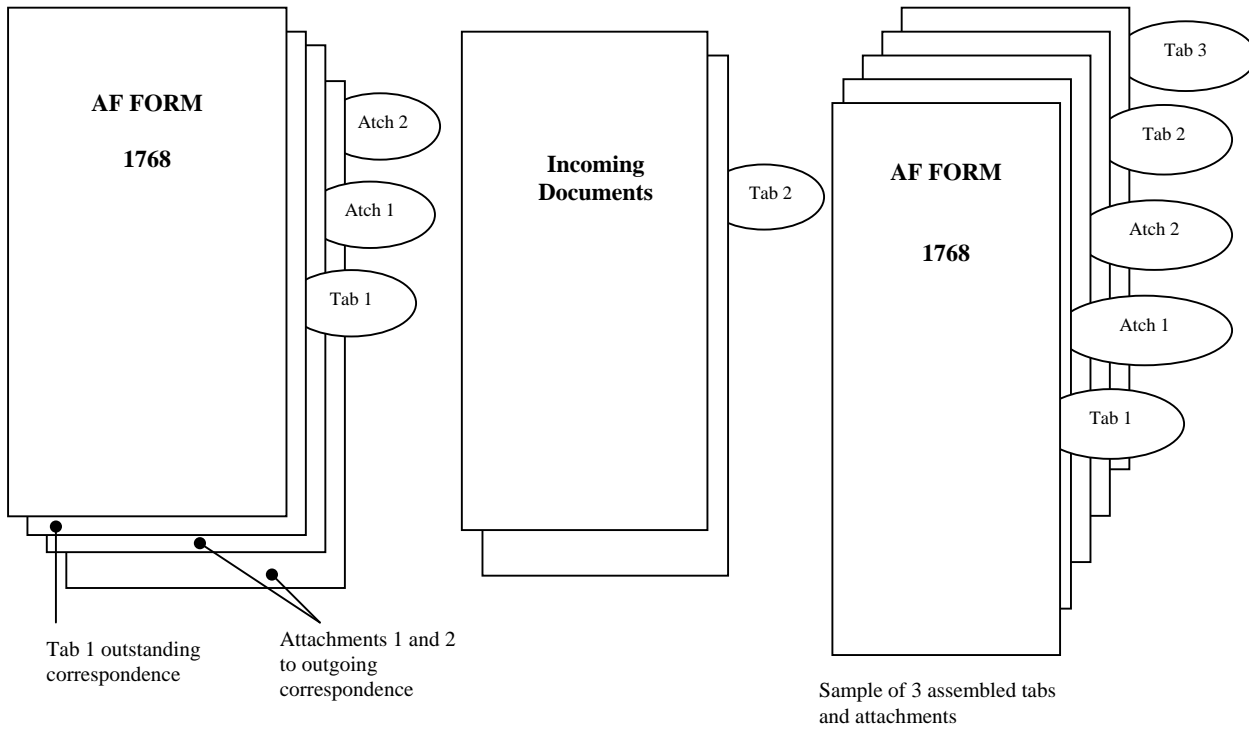 AF FORM
1768
Atch 2
Atch 1
Tab 1
Tab 1 outstanding
correspondence
Attachments 1 and 2
to outgoing
correspondence
Incoming
Documents
Tab 2
AF FORM
1768
Tab 3
Tab 2
Atch 2
Atch 1
Tab 1
Sample of 3 assembled tabs
and attachments